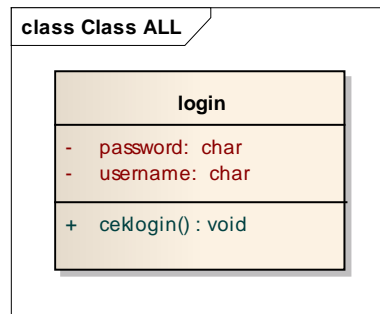 class Class ALL
login
- password: char
- username: char
+ ceklogin() : void